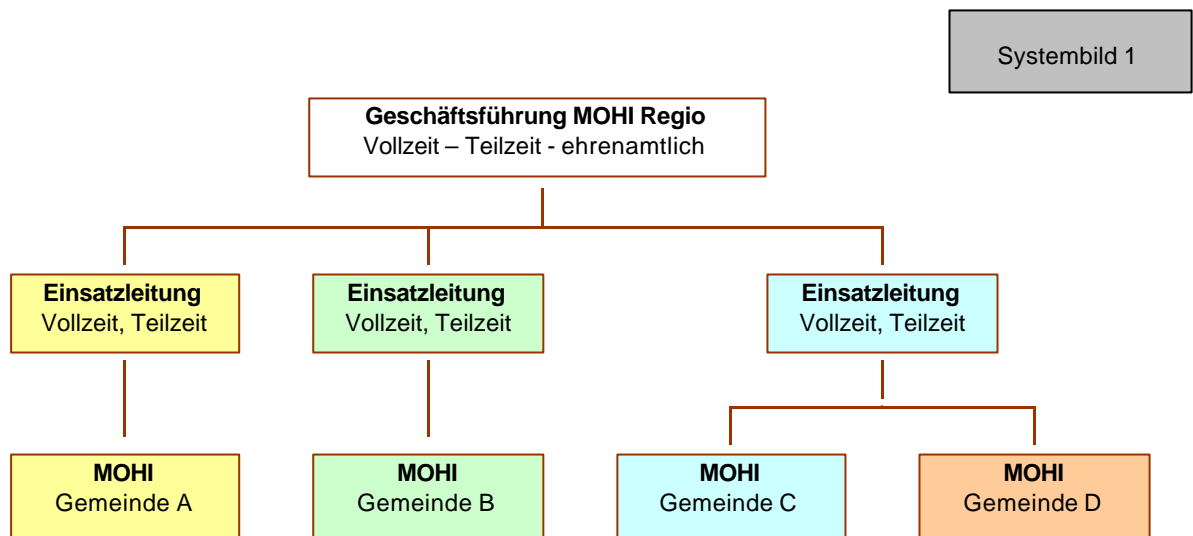 Systembild 1
Geschäftsführung MOHI Regio
Vollzeit – Teilzeit - ehrenamtlich
Einsatzleitung
Vollzeit, Teilzeit
Einsatzleitung
Vollzeit, Teilzeit
Einsatzleitung
Vollzeit, Teilzeit
MOHI
Gemeinde A
MOHI
Gemeinde B
MOHI
Gemeinde C
MOHI
Gemeinde D